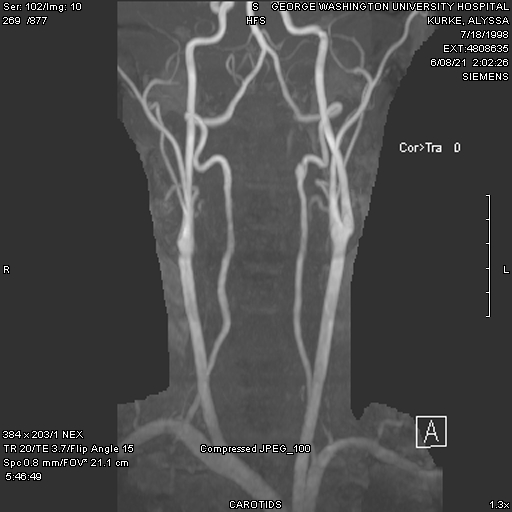 Ser: 102/Img: 10
269 /877
S
HFS
GEORGE WASHINGTON UNIVERSITY HOSPITAL
KURKE, ALYSSA
7/18/1998
EXT:4808635
6/08/21 2:02:26
SIEMENS
Cor>Tra 0
R
L
A
384 x 203/1 NEX
TR 20/TE 3.7/Flip Angle 15
Spc 0.8 mm/FOV* 21.1 cm
5:46:49
Compressed JPEG_100
CAROTIDS
1.3x